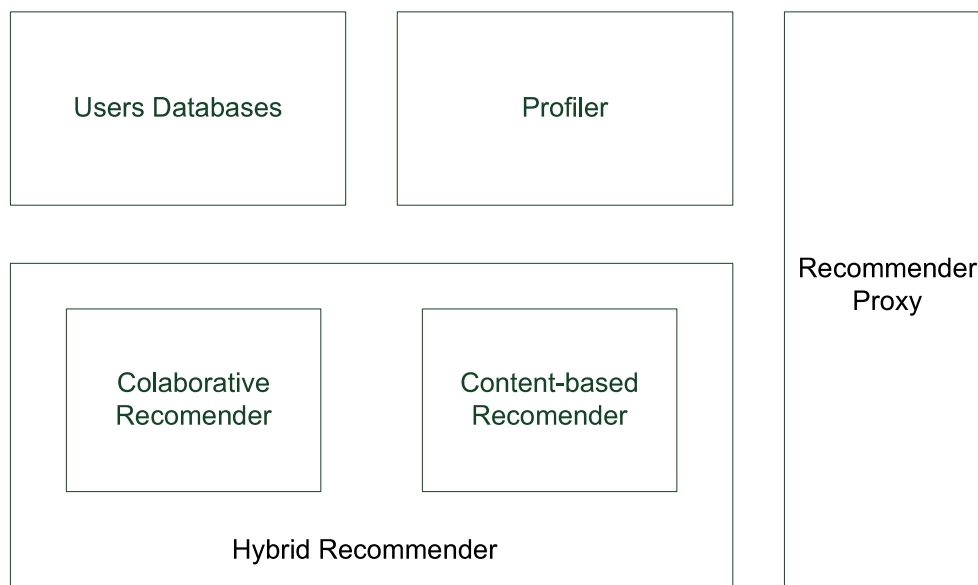 Users Databases
Profiler
Recommender
Proxy
Colaborative
Recomender
Content-based
Recomender
Hybrid Recommender